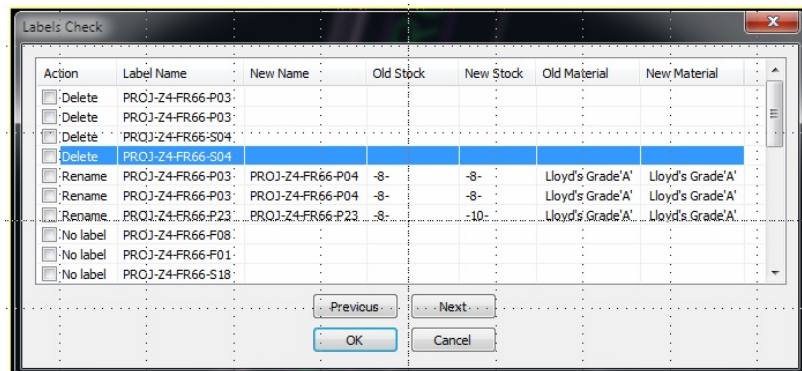 Labels Check
Action Label Name New Name Old Stock New Stock Old Material New Material
Delete PROJ-Z4-FR66-P03
Delete PROJ-Z4-FR66-P03
Delete PROJ-Z4-FR66-S04
Delete PROJ-Z4-FR66-S04
Rename PROJ-Z4-FR66-P03 PROJ-Z4-FR66-P04 -8- -8- Lloyd's Grade'A' Lloyd's Grade'A'
Rename PROJ-Z4-FR66-P03 PROJ-Z4-FR66-P04 -8- -8- Lloyd's Grade'A' Lloyd's Grade'A'
Rename PROJ-Z4-FR66-P23 PROJ-Z4-FR66-P23 -8- -10- Lloyd's Grade'A' Lloyd's Grade'A'
No label PROJ-Z4-FR66-F08
No label PROJ-Z4-FR66-F01
No label PROJ-Z4-FR66-S18
Previous Next
OK Cancel